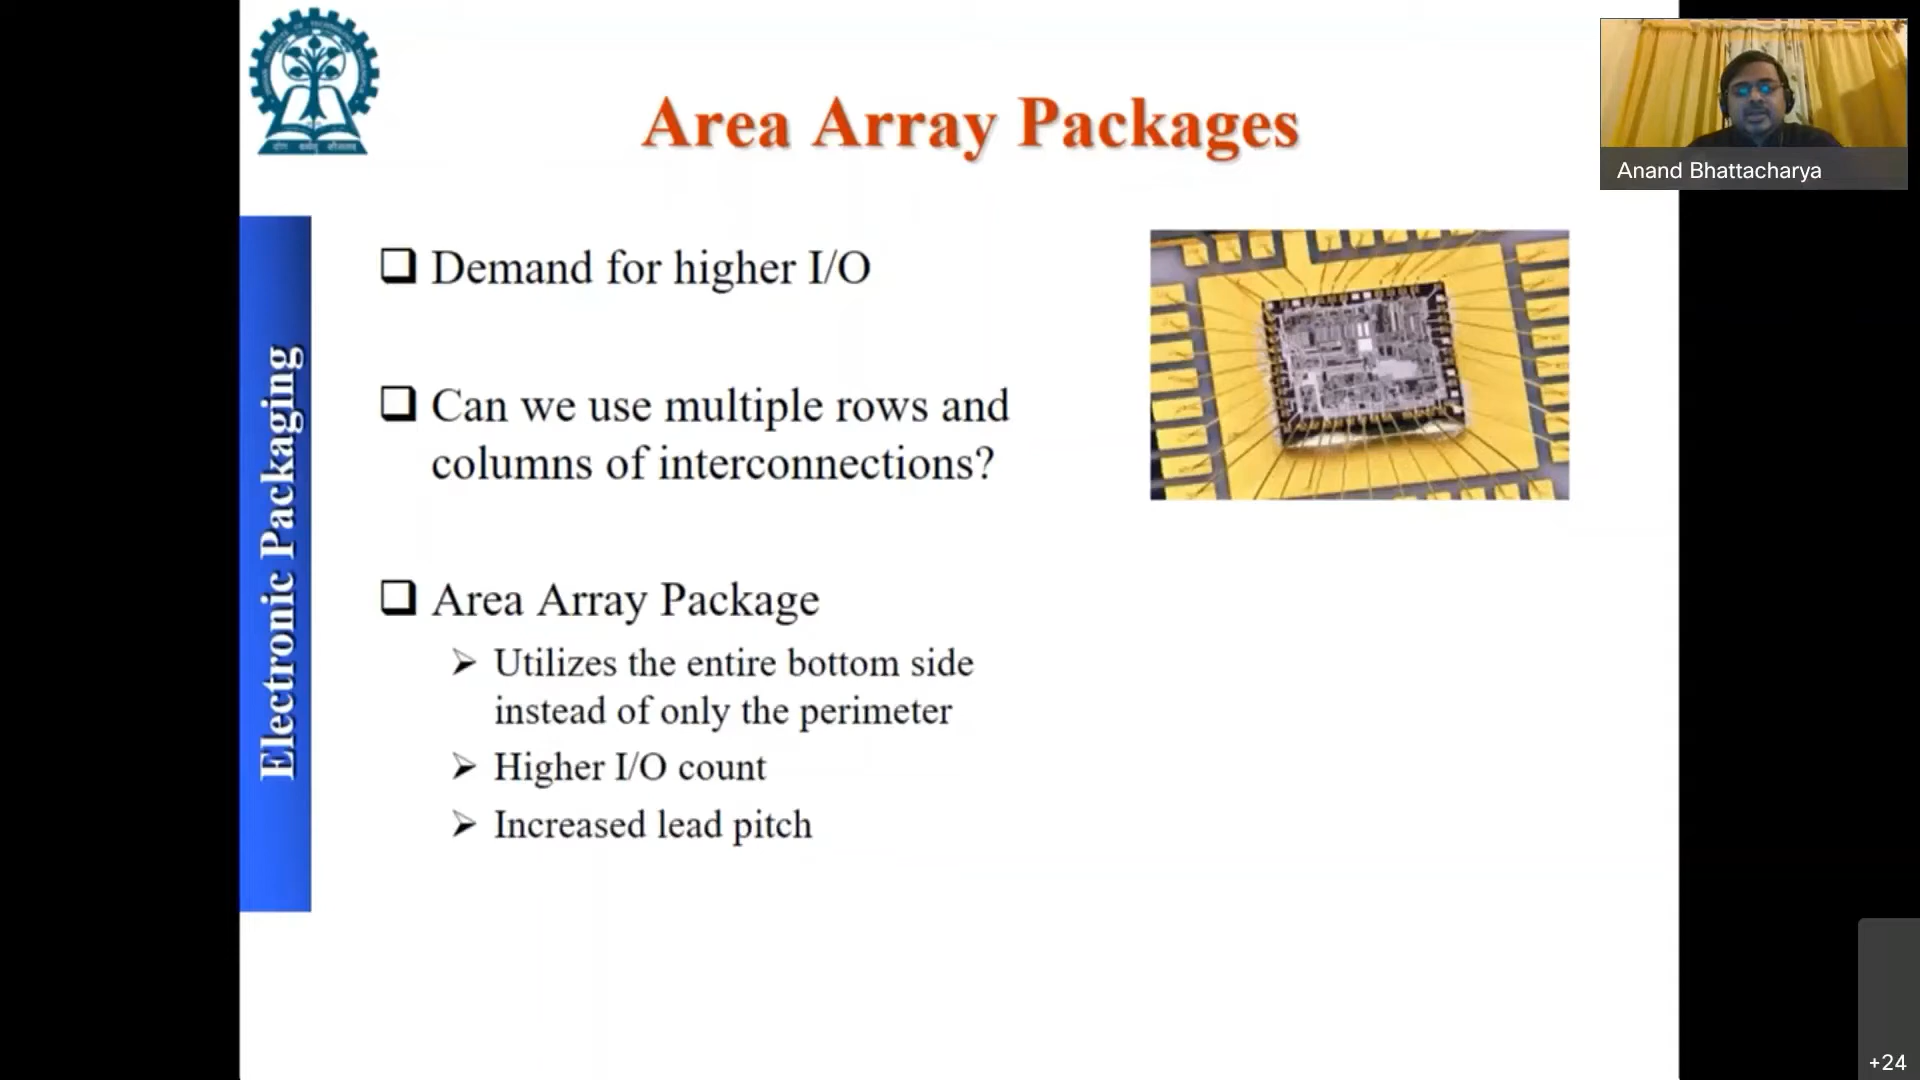 Area Array Packages
Anand Bhattacharya
Electronic Packaging
Demand for higher I/O
Can we use multiple rows and
columns of interconnections?
Area Array Package
Utilizes the entire bottom side
instead of only the perimeter
Higher I/O count
Increased lead pitch
+24